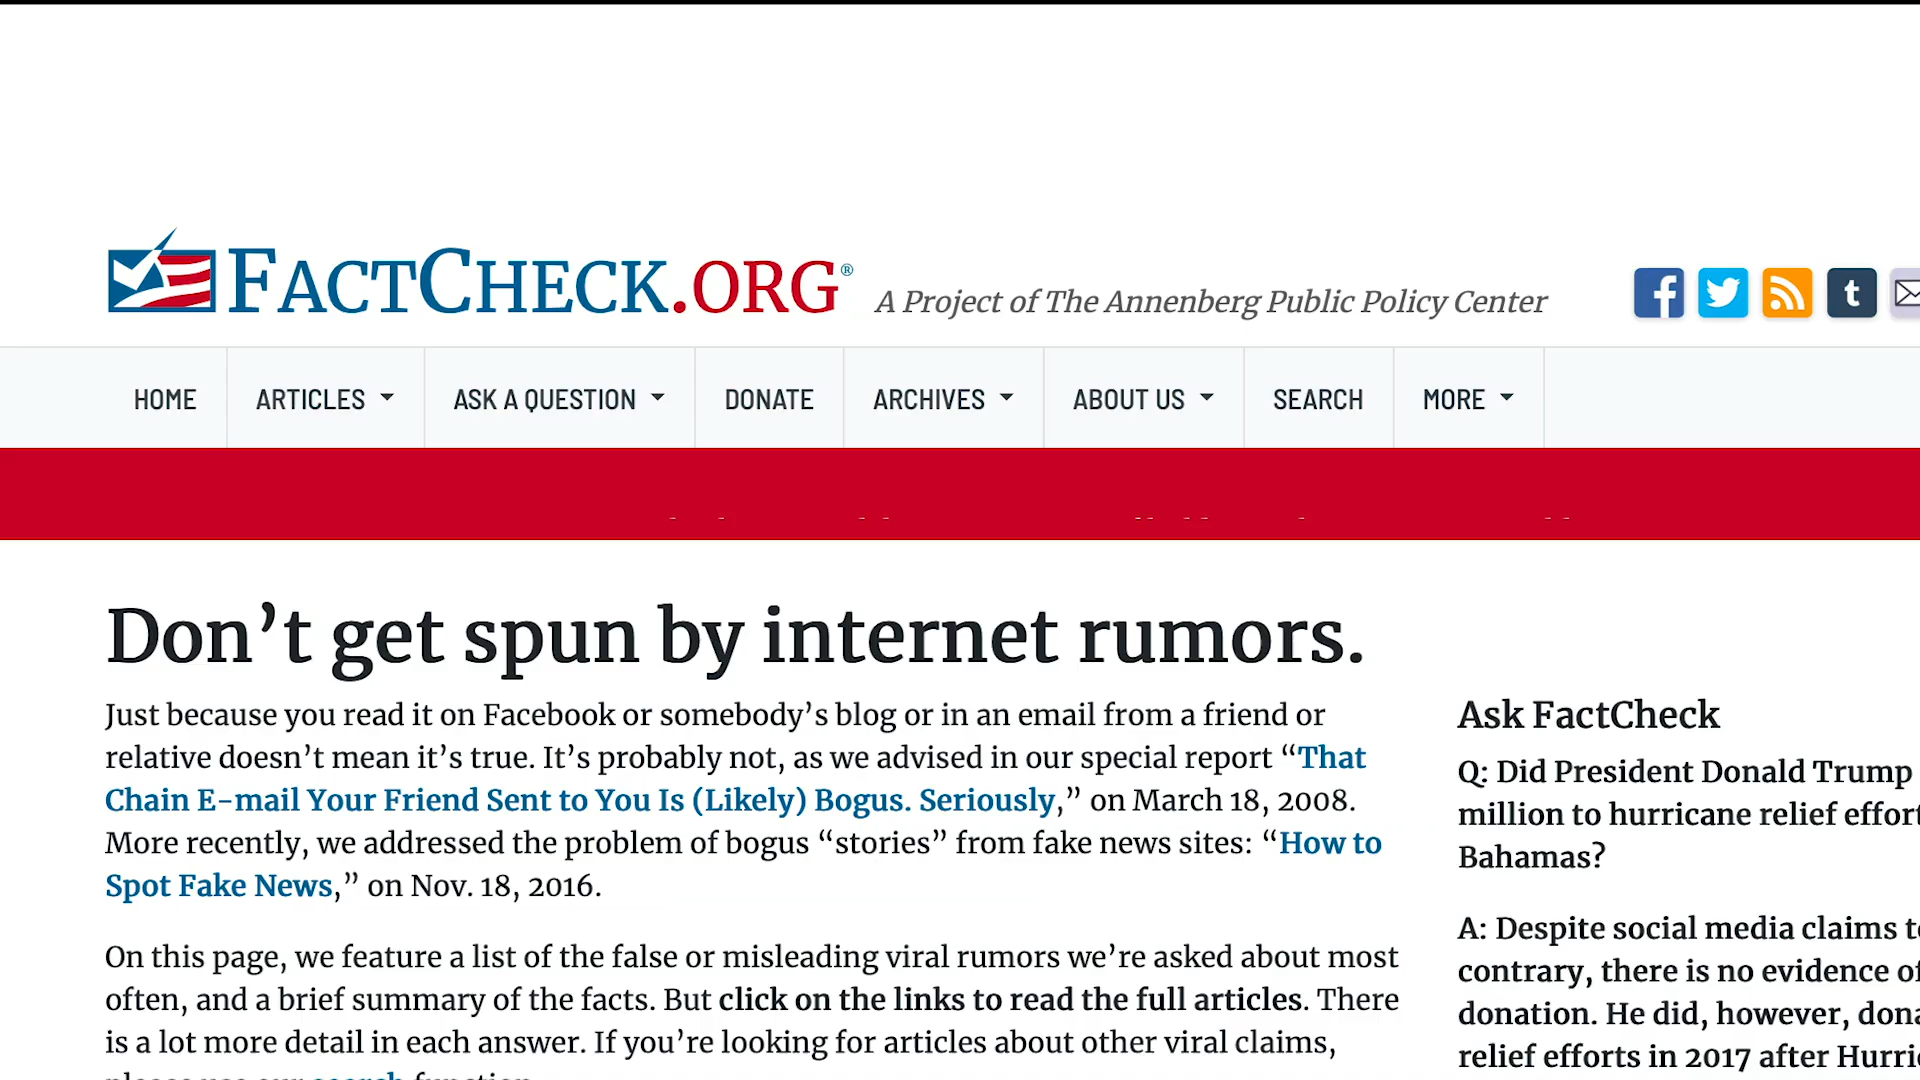 FACTCHECK.ORG®
A Project of The Annenberg Public Policy Center
HOME ARTICLES ASK A QUESTION DONATE ARCHIVES ABOUT US SEARCH MORE
Don’t get spun by internet rumors.
Just because you read it on Facebook or somebody’s blog or in an email from a friend or
relative doesn’t mean it’s true. It’s probably not, as we advised in our special report “That
Chain E-mail Your Friend Sent to You Is (Likely) Bogus. Seriously,” on March 18, 2008.
More recently, we addressed the problem of bogus “stories” from fake news sites: “How to
Spot Fake News,” on Nov. 18, 2016.
On this page, we feature a list of the false or misleading viral rumors we’re asked about most
often, and a brief summary of the facts. But click on the links to read the full articles. There
is a lot more detail in each answer. If you’re looking for articles about other viral claims,
please use our search function.
Ask FactCheck
Q: Did President Donald Trump
million to hurricane relief
Bahamas?
A: Despite social media claims
contrary, there is no evidence
donation. He did, however,
relief efforts in 2017 after